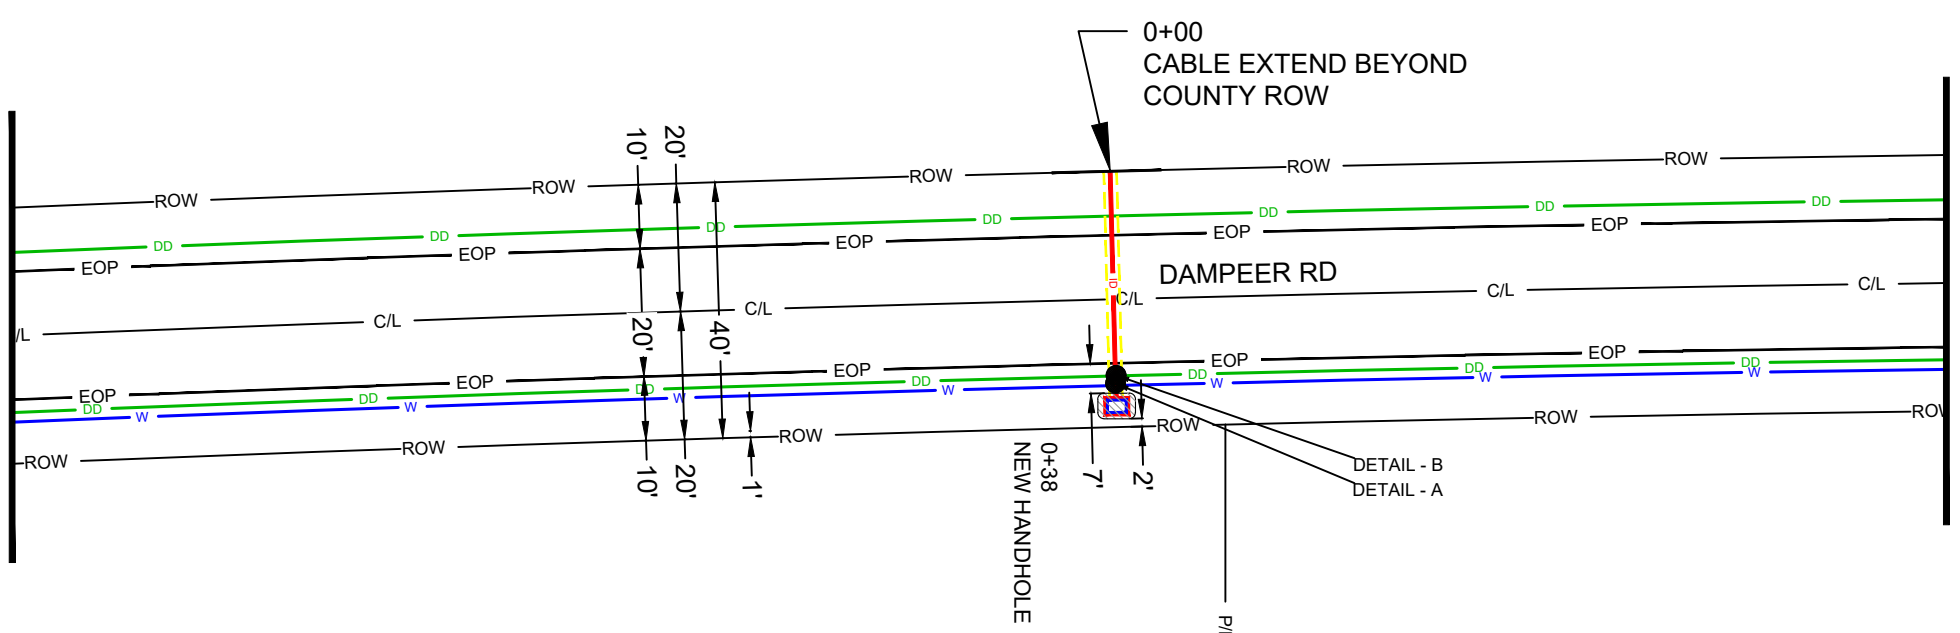 0+00
CABLE EXTEND BEYOND
COUNTY ROW
10'
20'
ROW
ROW
ROW
ROW
ROW
DD
DD
DD
DD
DD
DD
DD
EOP
EOP
EOP
EOP
EOP
DAMPEER RD
ID
/L
C/L
C/L
C/L
C/L
C/L
20'
40'
EOP
EOP
EOP
EOP
EOP
DD
DD
DD
DD
DD
DD
DD
W
W
W
W
W
W
W
ROW
ROW
ROW
ROW
ROW
ROW
10'
20'
1'
0+38
NEW HANDHOLE
7'
2'
DETAIL - B
DETAIL - A
P/